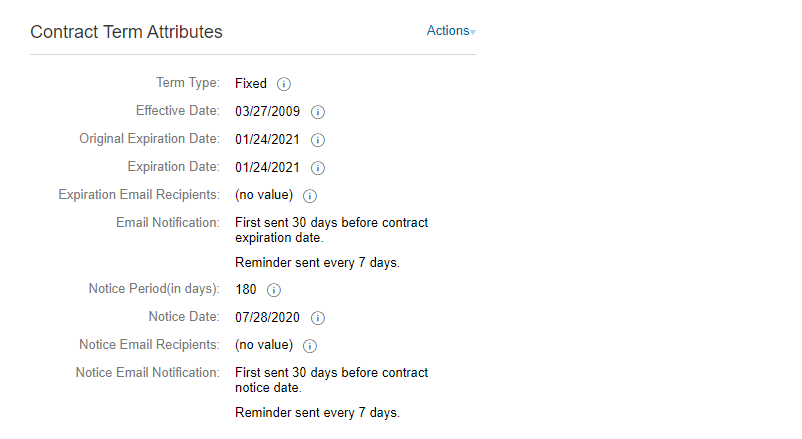 Contract Term Attributes Actions
Term Type: Fixed
Effective Date: 03/27/2009
Original Expiration Date: 01/24/2021
Expiration Date: 01/24/2021
Expiration Email Recipients: (no value)
Email Notification: First sent 30 days before contract
expiration date.
Reminder sent every 7 days.
Notice Period(in days): 180
Notice Date: 07/28/2020
Notice Email Recipients: (no value)
Notice Email Notification: First sent 30 days before contract
notice date.
Reminder sent every 7 days.